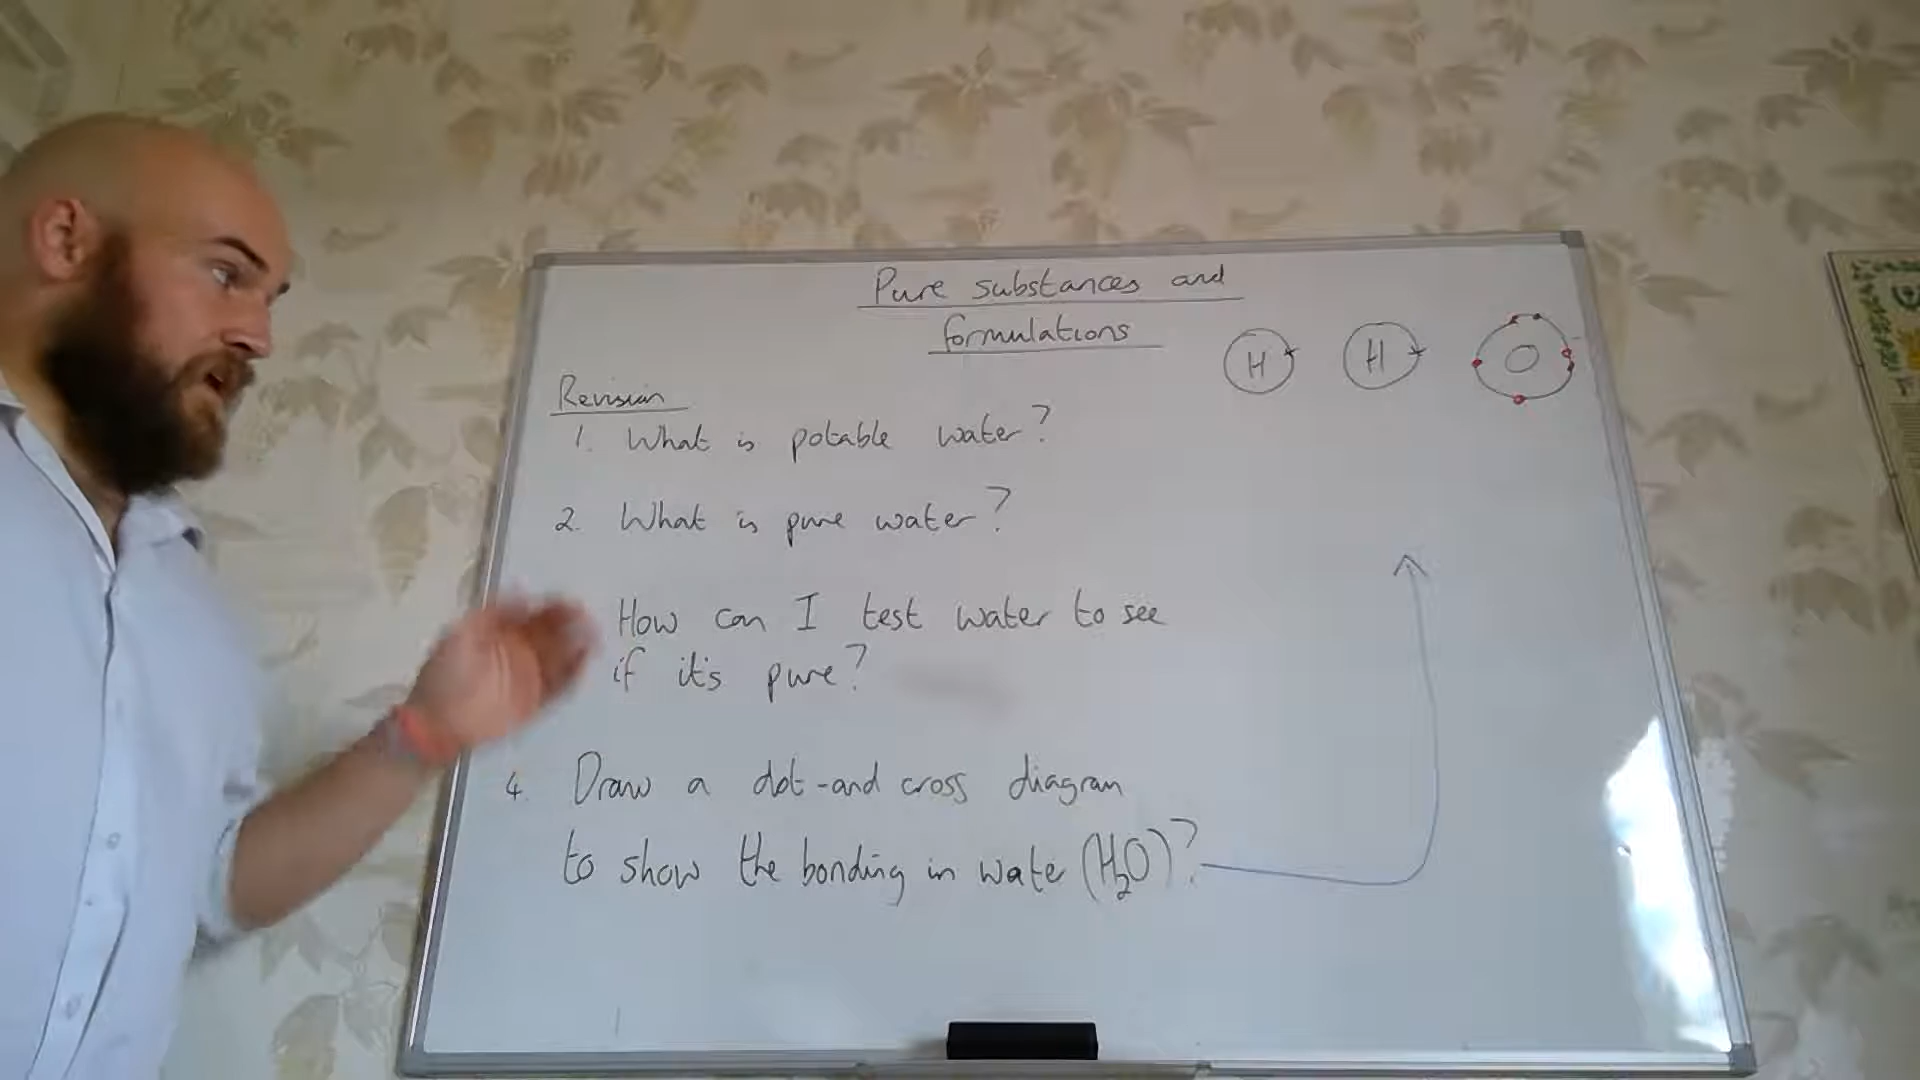 Pure substances and
formulations
Revision
1. What is potable water?
2. What is pure water?
How can I test water to see
if it's pure?
4. Draw a dot-and cross diagram
to show the bonding in water (H₂O)?
H H O